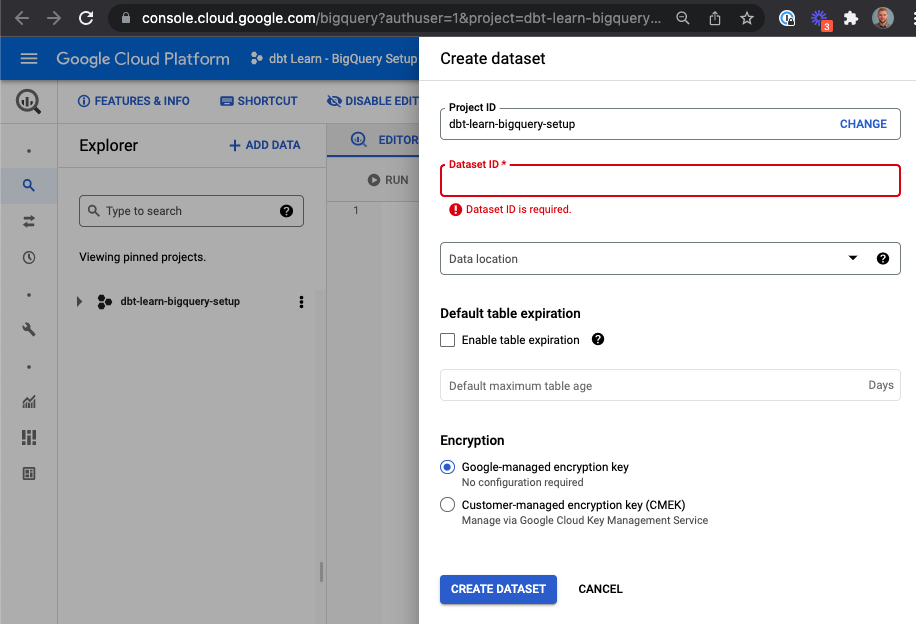 console.cloud.google.com/bigquery?authuser=1&project=dbt-learn-bigquery...
3
Google Cloud Platform
dbt Learn - BigQuery Setup
FEATURES & INFO
SHORTCUT
DISABLE EDIT
Explorer
+ ADD DATA
EDITOR
RUN
Type to search
1
Viewing pinned projects.
dbt-learn-bigquery-setup
Create dataset
Project ID
dbt-learn-bigquery-setup
CHANGE
Dataset ID *
Dataset ID is required.
Data location
Default table expiration
Enable table expiration
Default maximum table age
Days
Encryption
Google-managed encryption key
No configuration required
Customer-managed encryption key (CMEK)
Manage via Google Cloud Key Management Service
CREATE DATASET
CANCEL